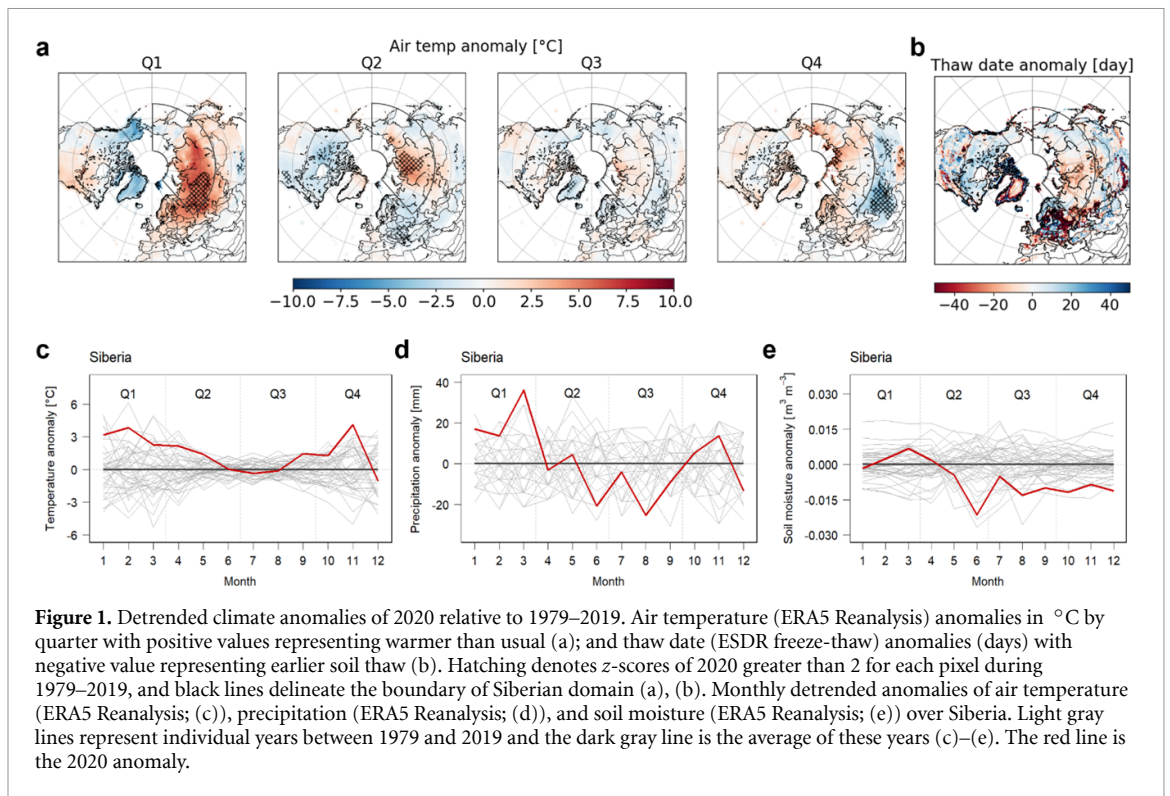 a
Air temp anomaly [°C]
b
Q1
Q2
Q3
Q4
Thaw date anomaly [day]
−10.0 −7.5 −5.0 −2.5 0.0 2.5 5.0 7.5 10.0
−40 −20 0 20 40
c
Siberia
Temperature anomaly [°C]
Q1 Q2 Q3 Q4
6
3
0
-3
-6
1 2 3 4 5 6 7 8 9 10 11 12
Month
d
Siberia
Precipitation anomaly [mm]
Q1 Q2 Q3 Q4
40
20
0
-20
1 2 3 4 5 6 7 8 9 10 11 12
Month
e
Siberia
Soil moisture anomaly [m³ m⁻³]
Q1 Q2 Q3 Q4
0.030
0.015
0.000
-0.015
-0.030
1 2 3 4 5 6 7 8 9 10 11 12
Month
Figure 1. Detrended climate anomalies of 2020 relative to 1979–2019. Air temperature (ERA5 Reanalysis) anomalies in °C by
quarter with positive values representing warmer than usual (a); and thaw date (ESDR freeze-thaw) anomalies (days) with
negative value representing earlier soil thaw (b). Hatching denotes z-scores of 2020 greater than 2 for each pixel during
1979–2019, and black lines delineate the boundary of Siberian domain (a), (b). Monthly detrended anomalies of air temperature
(ERA5 Reanalysis; (c)), precipitation (ERA5 Reanalysis; (d)), and soil moisture (ERA5 Reanalysis; (e)) over Siberia. Light gray
lines represent individual years between 1979 and 2019 and the dark gray line is the average of these years (c)–(e). The red line is
the 2020 anomaly.